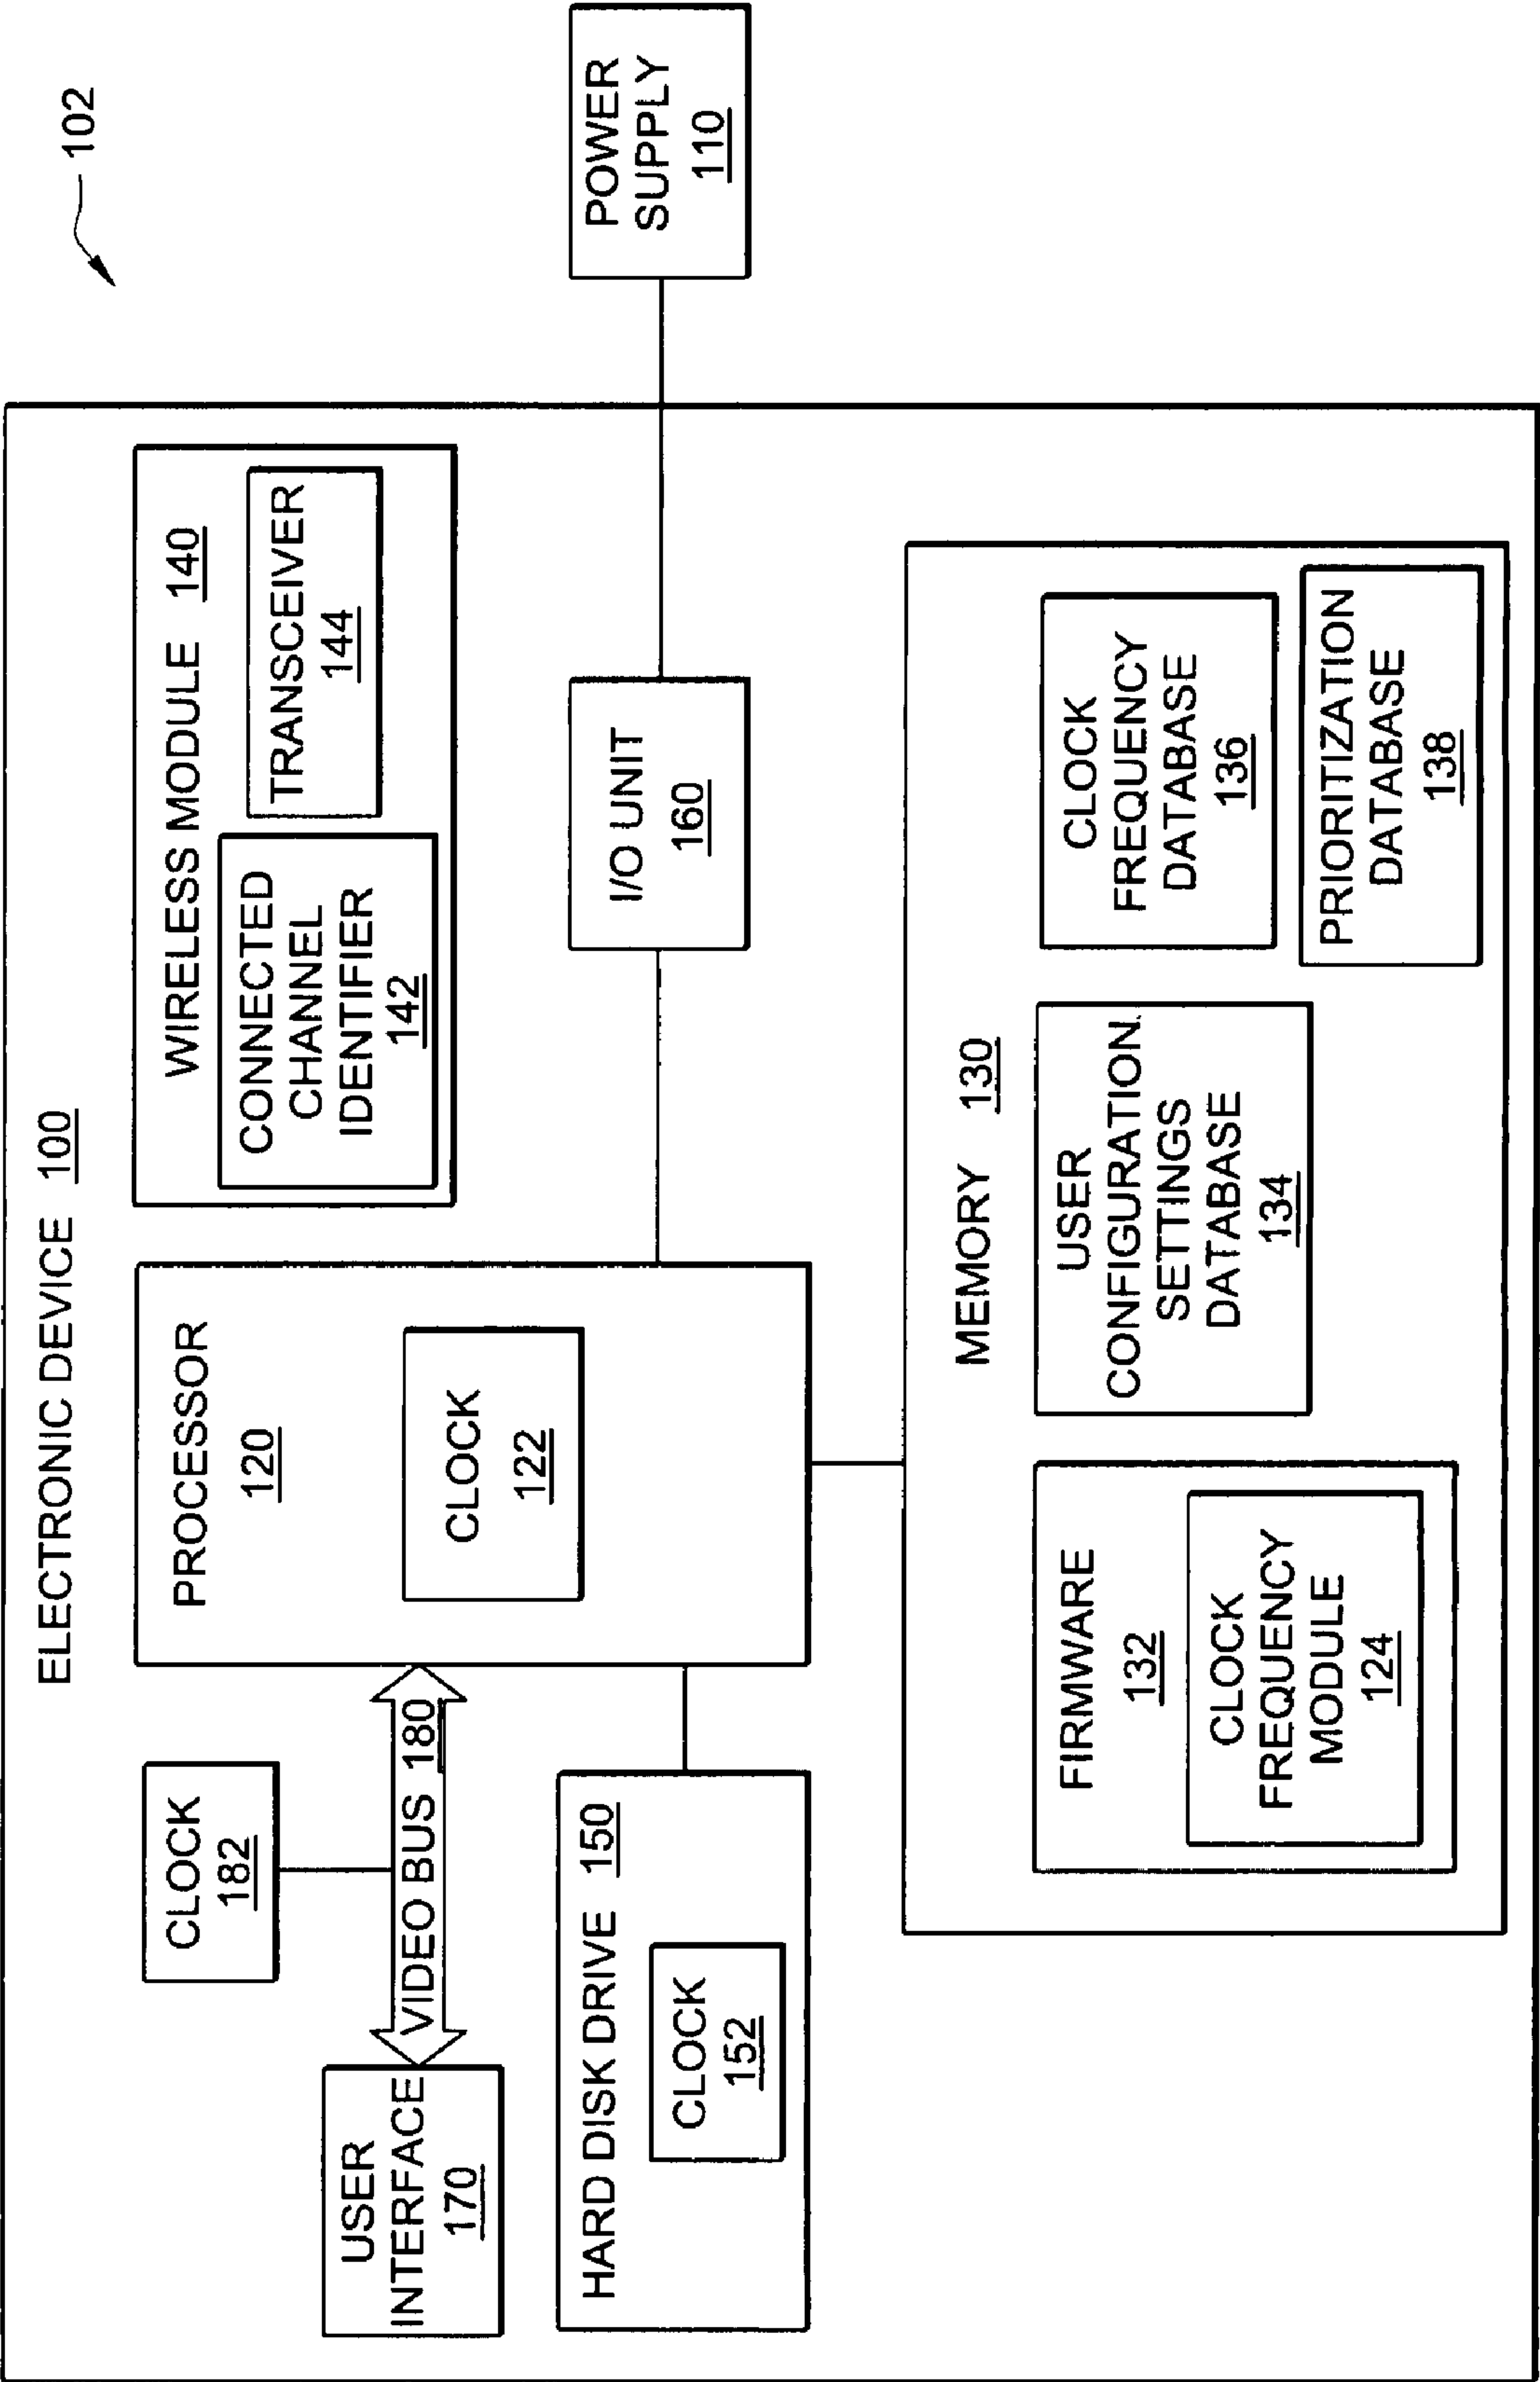 102
ELECTRONIC DEVICE 100
CLOCK
182
USER
INTERFACE
170
VIDEO BUS 180
PROCESSOR
120
CLOCK
122
WIRELESS MODULE 140
CONNECTED
CHANNEL
IDENTIFIER
142
TRANSCEIVER
144
HARD DISK DRIVE 150
CLOCK
152
I/O UNIT
160
POWER
SUPPLY
110
MEMORY 130
FIRMWARE
132
CLOCK
FREQUENCY
MODULE
124
USER
CONFIGURATION
SETTINGS
DATABASE
134
CLOCK
FREQUENCY
DATABASE
136
PRIORITIZATION
DATABASE
138